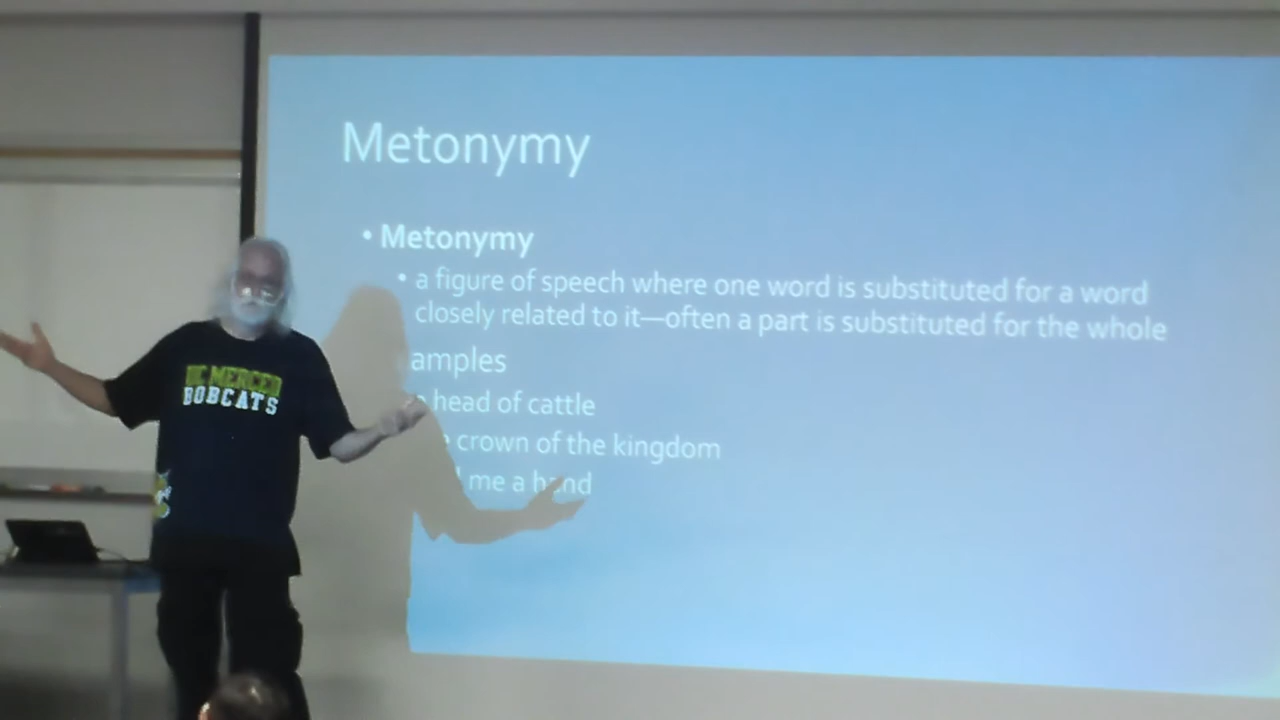 Metonymy
• Metonymy
• a figure of speech where one word is substituted for a word
closely related to it—often a part is substituted for the whole
amples
head of cattle
crown of the kingdom
me a hand
UC MERCED
BOBCATS